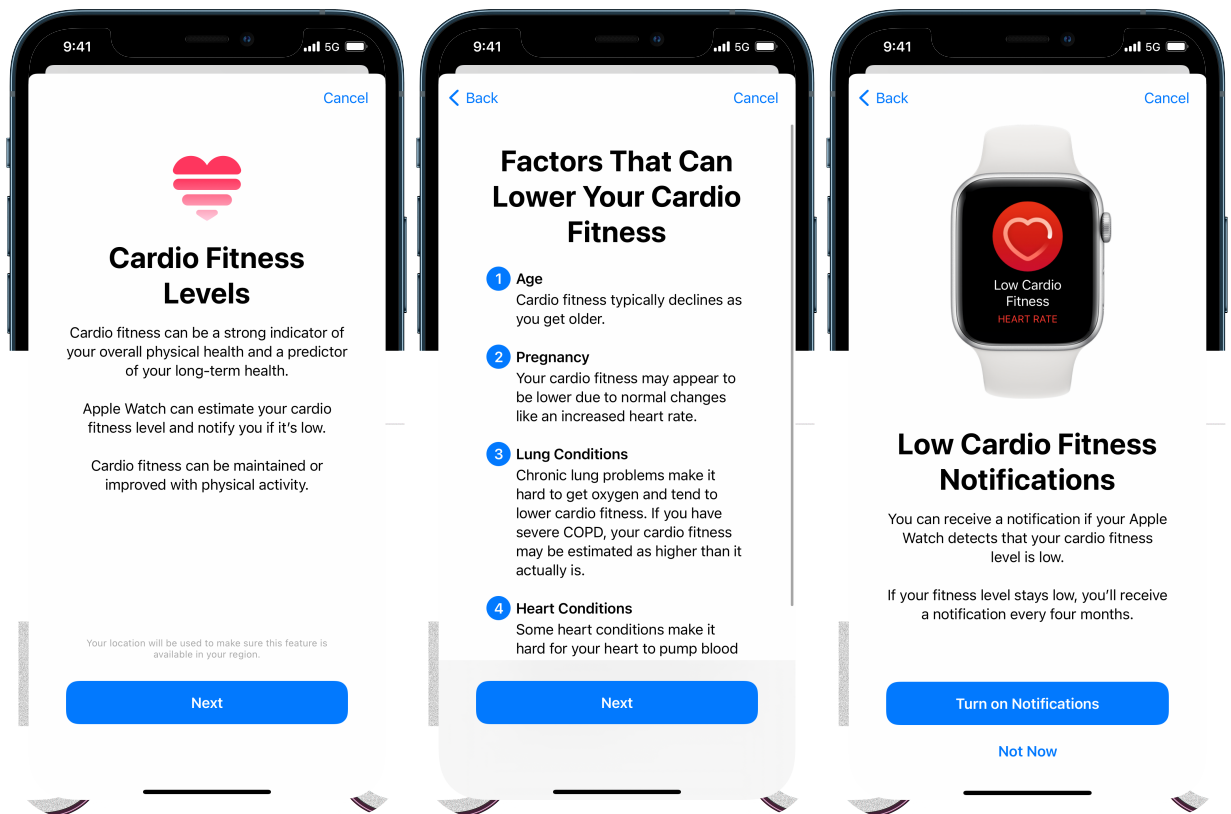 9:41
5G
Cancel
Cardio Fitness
Levels
Cardio fitness can be a strong indicator of
your overall physical health and a predictor
of your long-term health.
Apple Watch can estimate your cardio
fitness level and notify you if it's low.
Cardio fitness can be maintained or
improved with physical activity.
Your location will be used to make sure this feature is
available in your region.
Next
9:41
5G
Back
Cancel
Factors That Can
Lower Your Cardio
Fitness
1 Age
Cardio fitness typically declines as
you get older.
2 Pregnancy
Your cardio fitness may appear to
be lower due to normal changes
like an increased heart rate.
3 Lung Conditions
Chronic lung problems make it
hard to get oxygen and tend to
lower cardio fitness. If you have
severe COPD, your cardio fitness
may be estimated as higher than it
actually is.
4 Heart Conditions
Some heart conditions make it
hard for your heart to pump blood
Next
9:41
5G
Back
Cancel
Low Cardio
Fitness
HEART RATE
Low Cardio Fitness
Notifications
You can receive a notification if your Apple
Watch detects that your cardio fitness
level is low.
If your fitness level stays low, you'll receive
a notification every four months.
Turn on Notifications
Not Now